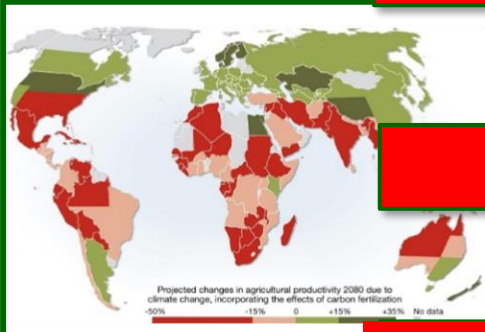 Projected changes in agricultural productivity 2080 due to
climate change, incorporating the effects of carbon fertilization
-50% -15% 0 +15% +35% No data